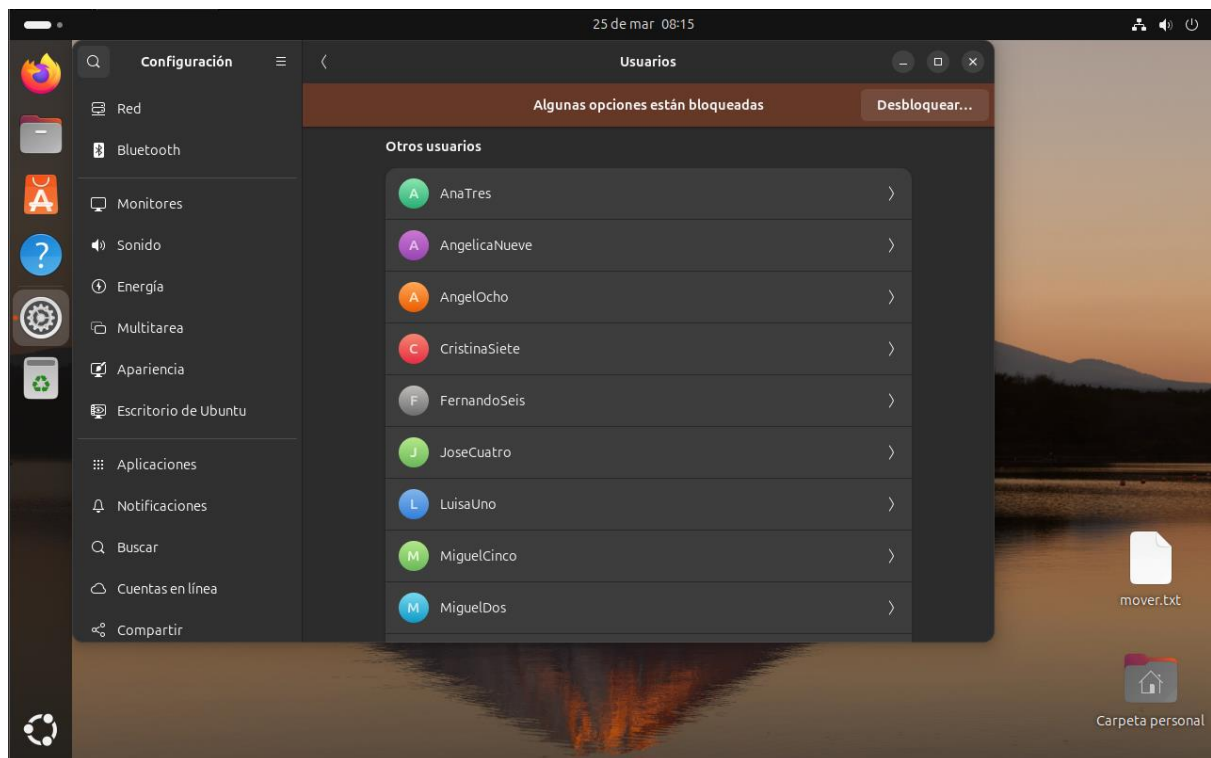 25 de mar 08:15
Configuración
Usuarios
Algunas opciones están bloqueadas
Desbloquear...
Red
Bluetooth
Monitores
Sonido
Energía
Multitarea
Apariencia
Escritorio de Ubuntu
Aplicaciones
Notificaciones
Buscar
Cuentas en línea
Compartir
Otros usuarios
A AnaTres
A AngelicaNueve
A AngelOcho
C CristinaSiete
F FernandoSeis
J JoseCuatro
L LuisaUno
M MiguelCinco
M MiguelDos
mover.txt
Carpeta personal